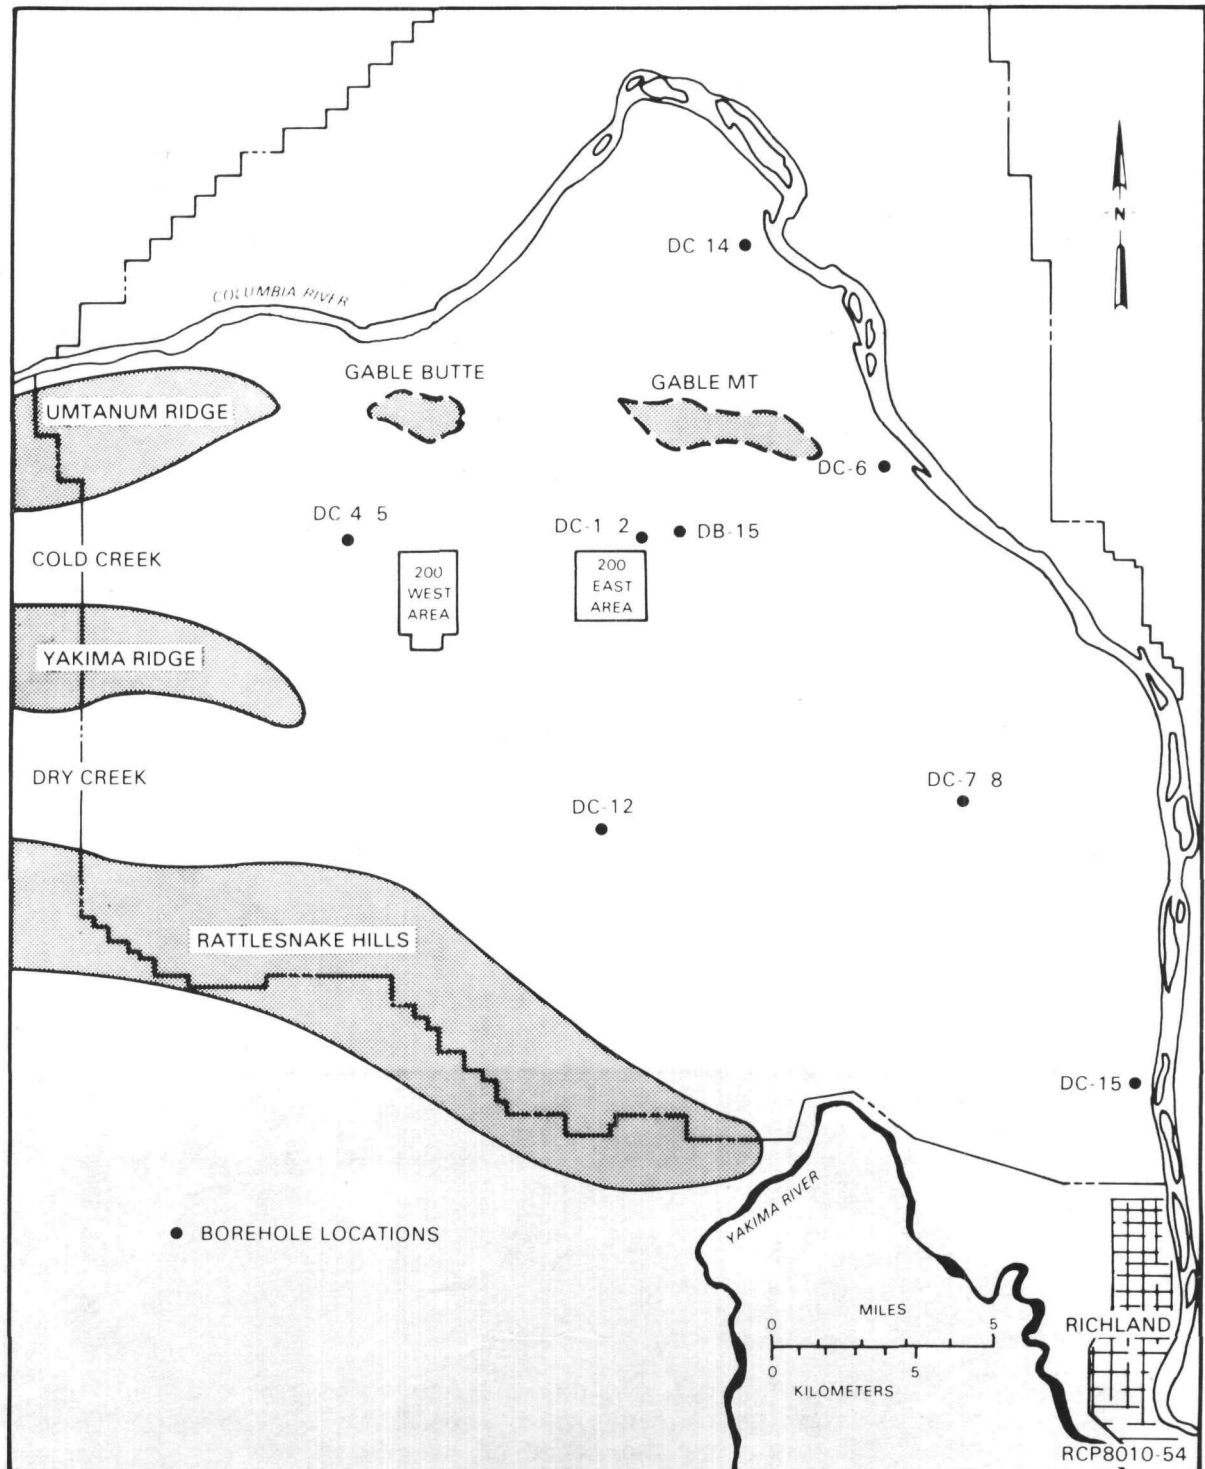 N
DC 14
COLUMBIA RIVER
GABLE BUTTE
GABLE MT
UMTANUM RIDGE
DC-6
DC 4 5
DC-1 2
DB-15
COLD CREEK
200
WEST
AREA
200
EAST
AREA
YAKIMA RIDGE
DRY CREEK
DC-7 8
DC-12
RATTLESNAKE HILLS
DC-15
YAKIMA RIVER
BOREHOLE LOCATIONS
MILES
0 5
RICHLAND
0 5
KILOMETERS
RCP8010-54